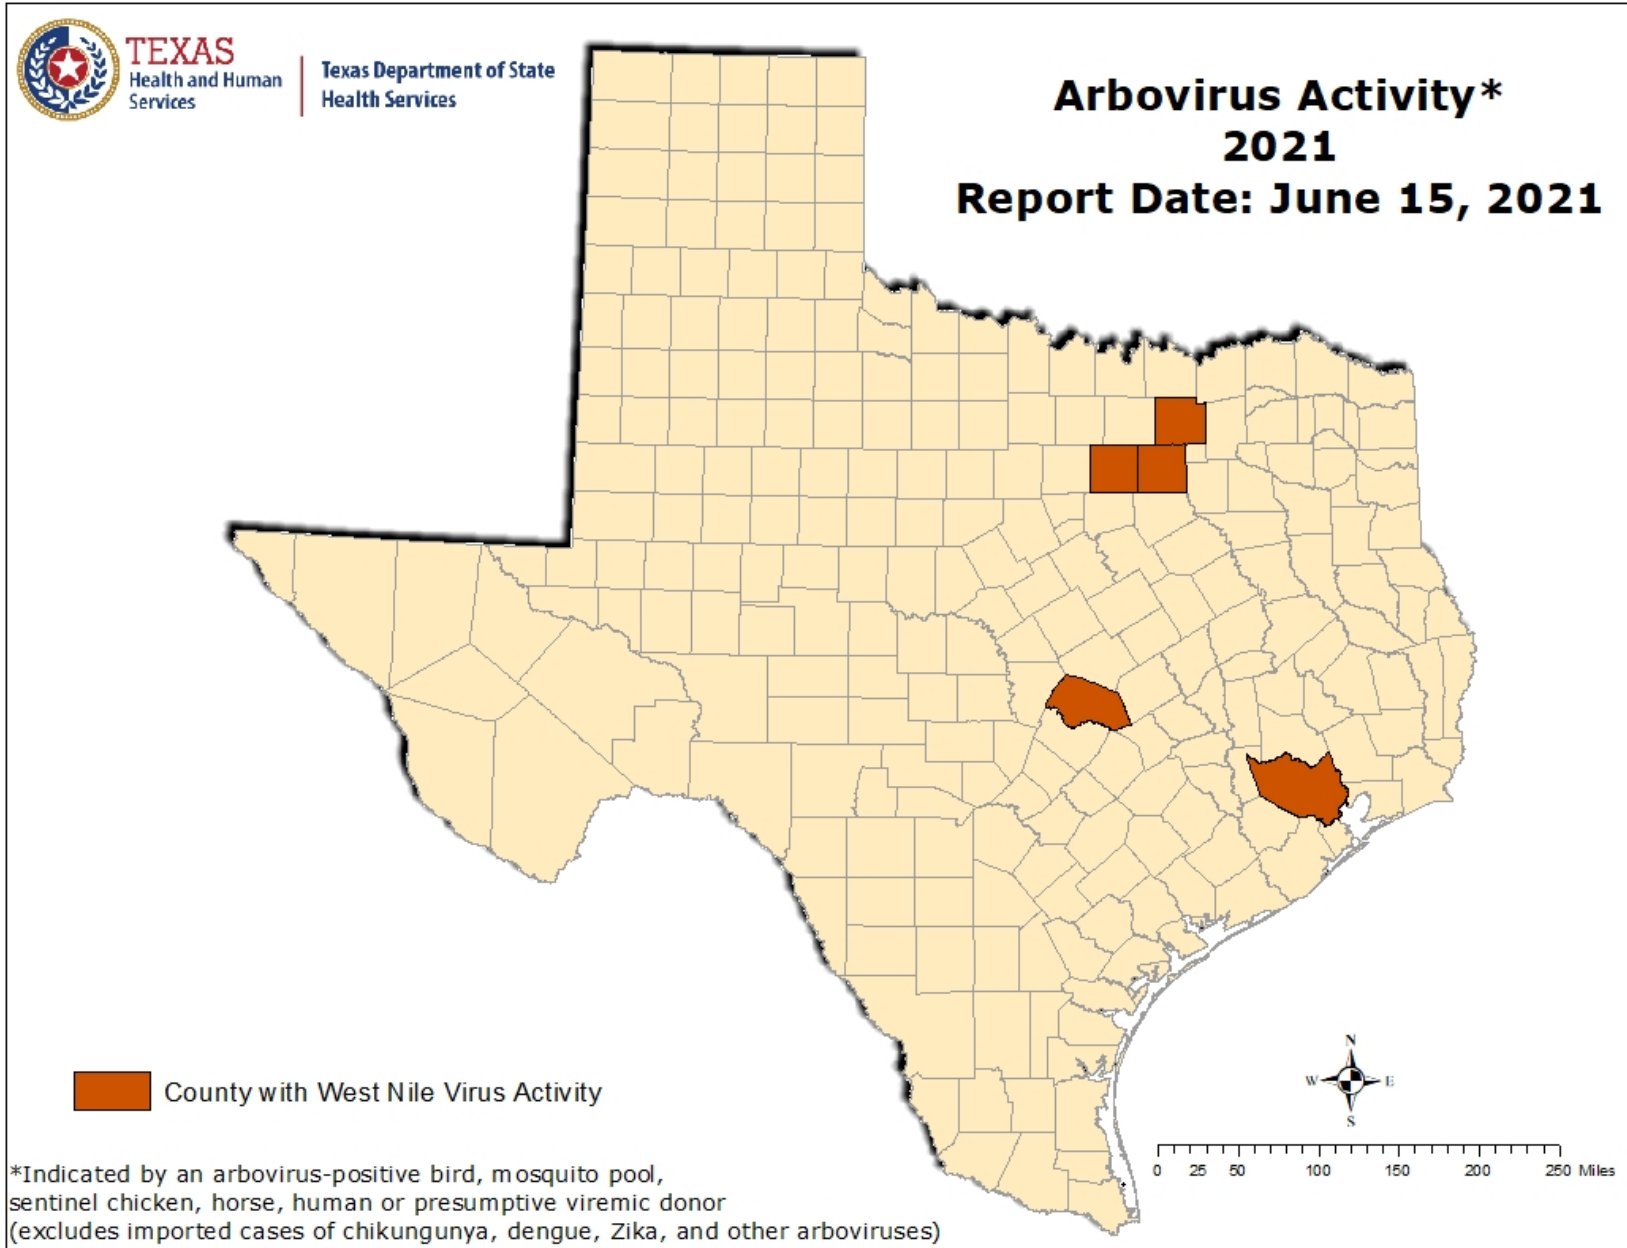 TEXAS
Health and Human
Services
Texas Department of State
Health Services
Arbovirus Activity*
2021
Report Date: June 15, 2021
County with West Nile Virus Activity
N
W E
S
0 25 50 100 150 200 250 Miles
*Indicated by an arbovirus-positive bird, mosquito pool,
sentinel chicken, horse, human or presumptive viremic donor
(excludes imported cases of chikungunya, dengue, Zika, and other arboviruses)